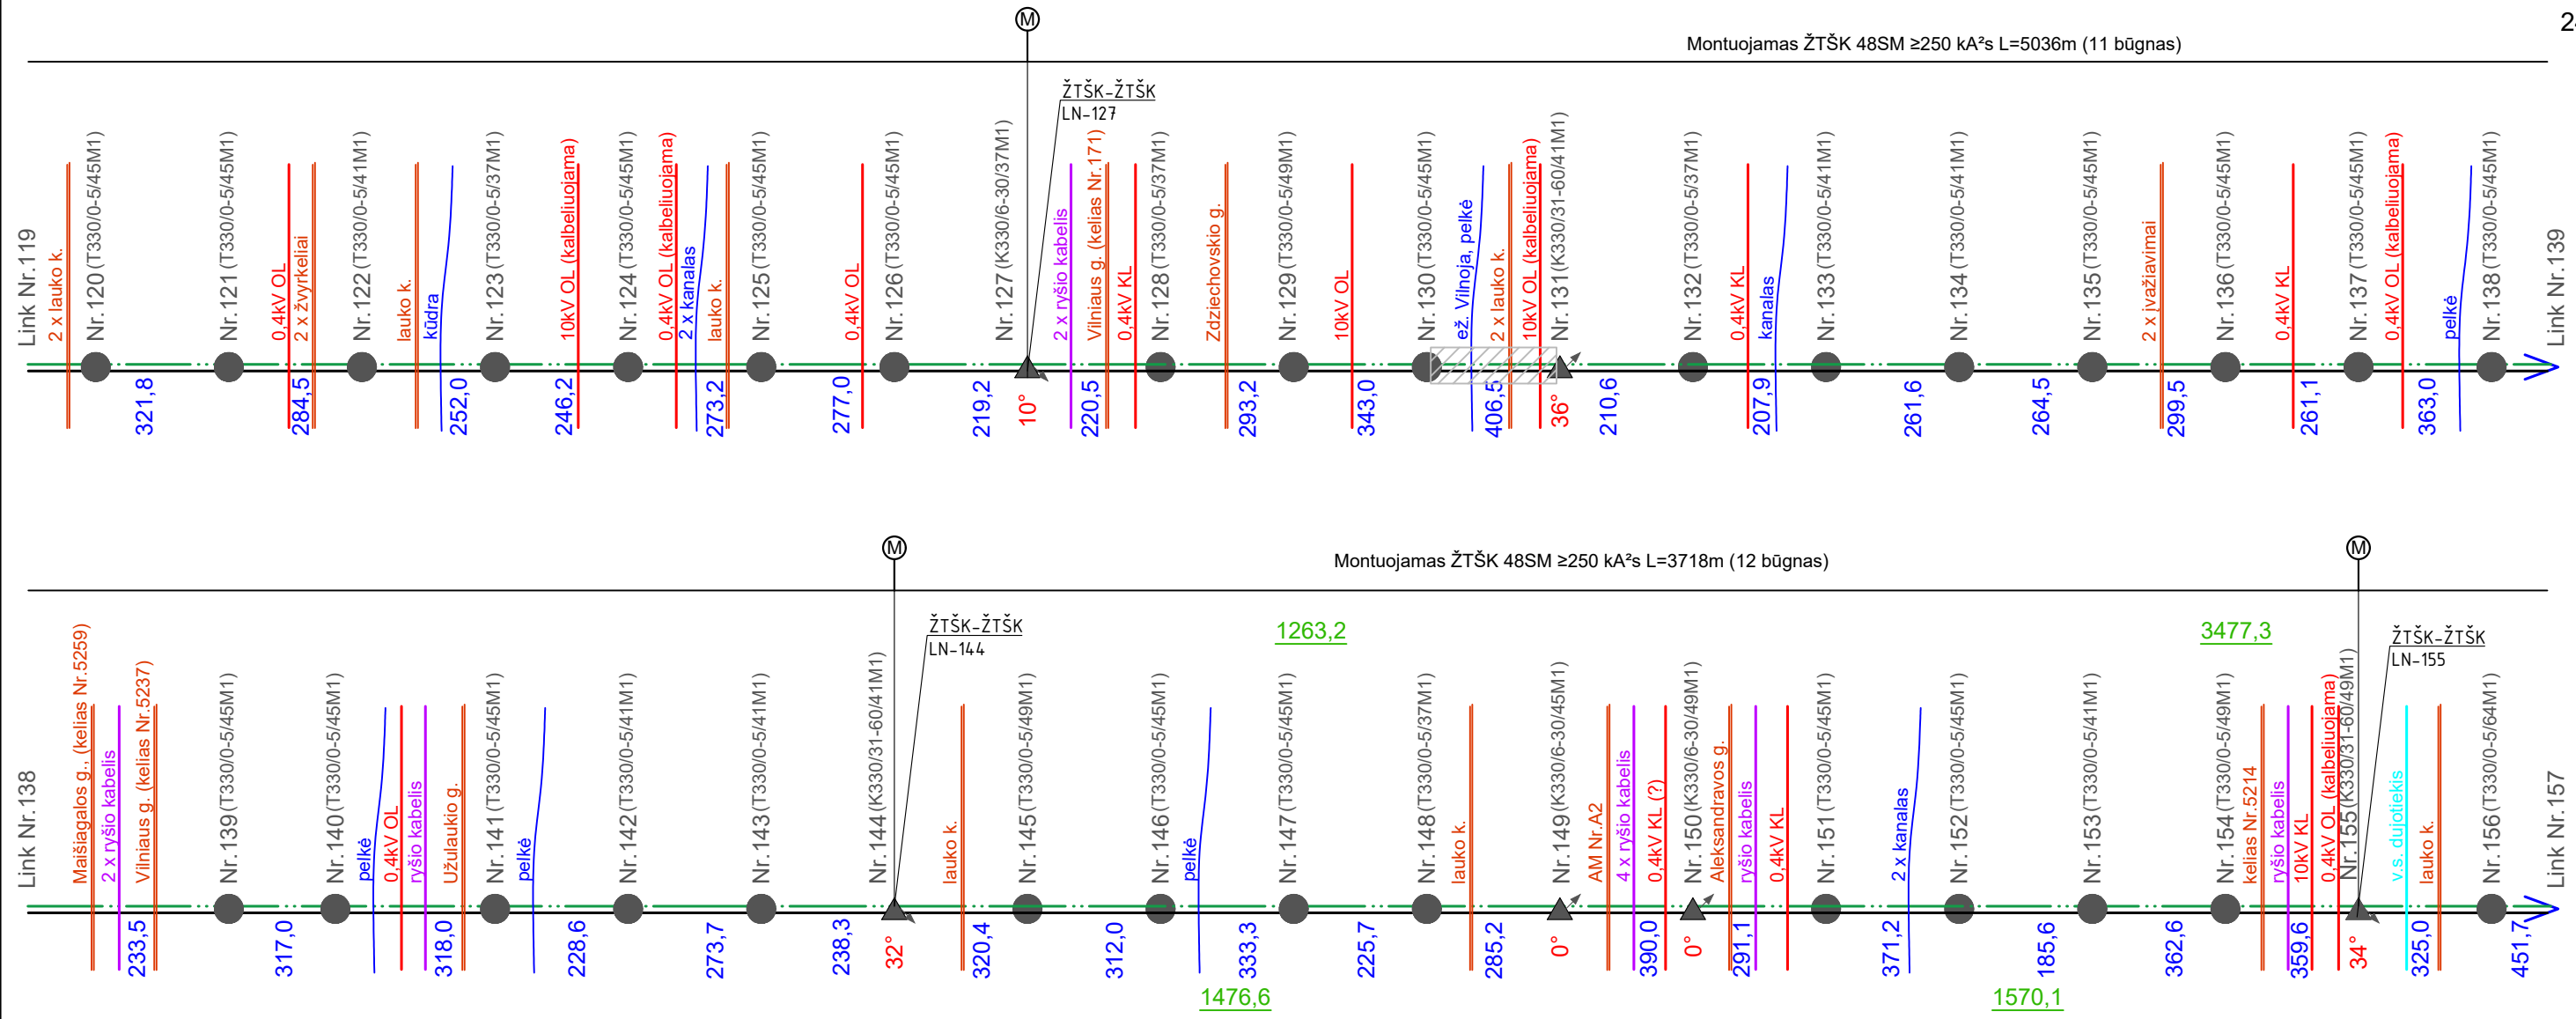 24
M
Montuojamas ŽTŠK 48SM ≥250 kA²s L=5036m (11 būgnas)
ŽTŠK-ŽTŠK
LN-127
Link Nr.119
2 x lauko k.
Nr.120 (T330/0-5/45M1)
Nr.121 (T330/0-5/45M1)
0,4kV OL
2 x žvyrkeliai
Nr.122 (T330/0-5/41M1)
lauko k.
kūdra
Nr.123 (T330/0-5/37M1)
10kV OL (kalbeliuojama)
Nr.124 (T330/0-5/45M1)
0,4kV OL (kalbeliuojama)
2 x kanalas
lauko k.
Nr.125 (T330/0-5/45M1)
0,4kV OL
Nr.126 (T330/0-5/45M1)
Nr.127 (K330/6-30/37M1)
2 x ryšio kabelis
Vilniaus g. (kelias Nr.171)
0,4kV KL
Nr.128 (T330/0-5/37M1)
Zdziechovskio g.
Nr.129 (T330/0-5/49M1)
10kV OL
Nr.130 (T330/0-5/45M1)
ež. Vilnoja, pelkė
2 x lauko k.
10kV OL (kalbeliuojama)
Nr.131 (K330/31-60/41M1)
Nr.132 (T330/0-5/37M1)
0,4kV KL
kanalas
Nr.133 (T330/0-5/41M1)
Nr.134 (T330/0-5/41M1)
Nr.135 (T330/0-5/45M1)
2 x įvažiavimai
Nr.136 (T330/0-5/45M1)
0,4kV KL
Nr.137 (T330/0-5/45M1)
0,4kV OL (kalbeliuojama)
pelkė
Nr.138 (T330/0-5/45M1)
Link Nr.139
321,8
284,5
252,0
246,2
273,2
277,0
219,2
10°
220,5
293,2
343,0
406,5
36°
210,6
207,9
261,6
264,5
299,5
261,1
363,0
M
Montuojamas ŽTŠK 48SM ≥250 kA²s L=3718m (12 būgnas)
M
ŽTŠK-ŽTŠK
LN-144
1263,2
3477,3
ŽTŠK-ŽTŠK
LN-155
Link Nr.138
Maišiagalos g., (kelias Nr.5259)
2 x ryšio kabelis
Vilniaus g. (kelias Nr.5237)
Nr.139 (T330/0-5/45M1)
Nr.140 (T330/0-5/45M1)
pelkė
0,4kV OL
ryšio kabelis
Užulaukio g.
Nr.141 (T330/0-5/45M1)
pelkė
Nr.142 (T330/0-5/41M1)
Nr.143 (T330/0-5/41M1)
Nr.144 (K330/31-60/41M1)
lauko k.
Nr.145 (T330/0-5/49M1)
Nr.146 (T330/0-5/45M1)
pelkė
Nr.147 (T330/0-5/45M1)
Nr.148 (T330/0-5/37M1)
lauko k.
Nr.149 (K330/6-30/45M1)
AM Nr.A2
4 x ryšio kabelis
0,4kV KL (?)
Nr.150 (K330/6-30/49M1)
Aleksandravos g.
ryšio kabelis
0,4kV KL
Nr.151 (T330/0-5/45M1)
2 x kanalas
Nr.152 (T330/0-5/45M1)
Nr.153 (T330/0-5/41M1)
Nr.154 (T330/0-5/49M1)
kelias Nr.5214
ryšio kabelis
10kV KL
0,4kV OL (kalbeliuojama)
Nr.155 (K330/31-60/49M1)
v.s. dujotiekis
lauko k.
Nr.156 (T330/0-5/64M1)
Link Nr.157
233,5
317,0
318,0
228,6
273,7
238,3
32°
320,4
312,0
333,3
225,7
285,2
0°
390,0
0°
291,1
371,2
185,6
362,6
359,6
34°
325,0
451,7
1476,6
1570,1